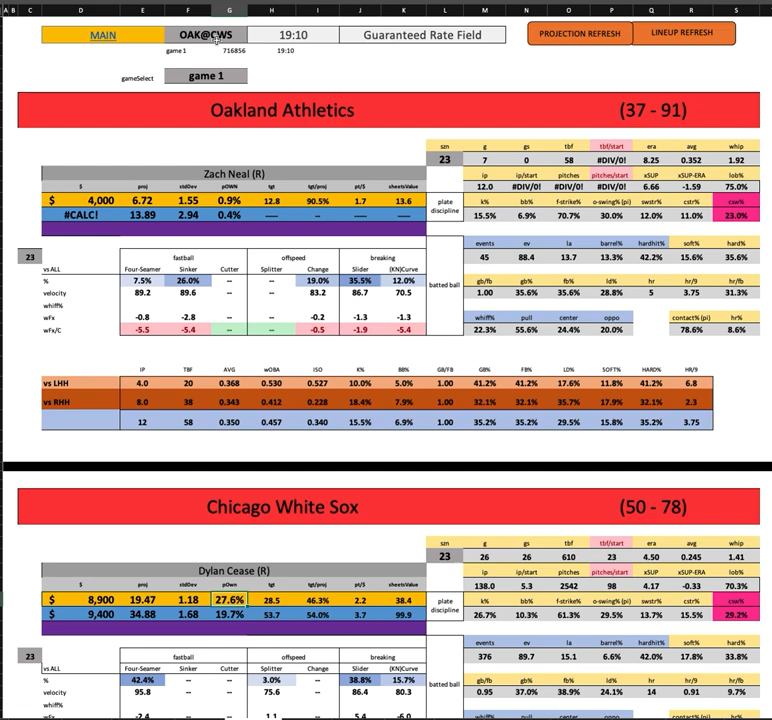 C D E F G H I J K L M N O P Q R S
A B
MAIN OAK@CWS 19:10 Guaranteed Rate Field PROJECTION REFRESH LINEUP REFRESH
game 1 716856 19:10
gameSelect game 1
Oakland Athletics (37 - 91)
szn g gs tbf tbf/start era avg whip
23 7 0 58 #DIV/0! 8.25 0.352 1.92
Zach Neal (R) ip ip/start pitches pitches/start xSUP xSUP-ERA lob%
$ proj stdDev pOWN tgt tgt/proj pt/$ sheetsValue 12.0 #DIV/0! #DIV/0! #DIV/0! 6.66 -1.59 75.0%
$ 4,000 6.72 1.55 0.9% 12.8 90.5% 1.7 13.6 plate discipline k% bb% f-strike% o-swing% (pi) swstr% cstr% csw%
#CALC! 13.89 2.94 0.4% ---- -- ---- ---- 15.5% 6.9% 70.7% 30.0% 12.0% 11.0% 23.0%
events ev la barrel% hardhit% soft% hard%
23 fastball offspeed breaking 45 88.4 13.7 13.3% 42.2% 15.6% 35.6%
vs ALL Four-Seamer Sinker Cutter Splitter Change Slider (KN)Curve
% 7.5% 26.0% -- -- 19.0% 35.5% 12.0% batted ball gb/fb gb% fb% ld% hr hr/9 hr/fb
velocity 89.2 89.6 -- -- 83.2 86.7 70.5 1.00 35.6% 35.6% 28.8% 5 3.75 31.3%
whiff%
wFx -0.8 -2.8 -- -- -0.2 -1.3 -1.3 whiff% pull center oppo contact% (pi) hr%
wFx/C -5.5 -5.4 -- -- -0.5 -1.9 -5.4 22.3% 55.6% 24.4% 20.0% 78.6% 8.6%
IP TBF AVG wOBA ISO K% BB% GB/FB GB% FB% LD% SOFT% HARD% HR/9
vs LHH 4.0 20 0.368 0.530 0.527 10.0% 5.0% 1.00 41.2% 41.2% 17.6% 11.8% 41.2% 6.8
vs RHH 8.0 38 0.343 0.412 0.228 18.4% 7.9% 1.00 32.1% 32.1% 35.7% 17.9% 32.1% 2.3
12 58 0.350 0.457 0.340 15.5% 6.9% 1.00 35.2% 35.2% 29.5% 15.8% 35.2% 3.75
Chicago White Sox (50 - 78)
szn g gs tbf tbf/start era avg whip
23 26 26 610 23 4.50 0.245 1.41
Dylan Cease (R) ip ip/start pitches pitches/start xSUP xSUP-ERA lob%
$ proj stdDev pOwn tgt tgt/proj pt/$ sheetsValue 138.0 5.3 2542 98 4.17 -0.33 70.3%
$ 8,900 19.47 1.18 27.6% 28.5 46.3% 2.2 38.4 plate discipline k% bb% f-strike% o-swing% (pi) swstr% cstr% csw%
$ 9,400 34.88 1.68 19.7% 53.7 54.0% 3.7 99.9 26.7% 10.3% 61.3% 29.5% 13.7% 15.5% 29.2%
events ev la barrel% hardhit% soft% hard%
23 fastball offspeed breaking 376 89.7 15.1 6.6% 42.0% 17.8% 33.8%
vs ALL Four-Seamer Sinker Cutter Splitter Change Slider (KN)Curve
% 42.4% -- -- 3.0% -- 38.8% 15.7% batted ball gb/fb gb% fb% ld% hr hr/9 hr/fb
velocity 95.8 -- -- 75.6 -- 86.4 80.3 0.95 37.0% 38.9% 24.1% 14 0.91 9.7%
whiff%
wFx -2.4 -- -- 1.1 -- 5.4 -6.0 whiff% pull center oppo contact% (pi) hr%